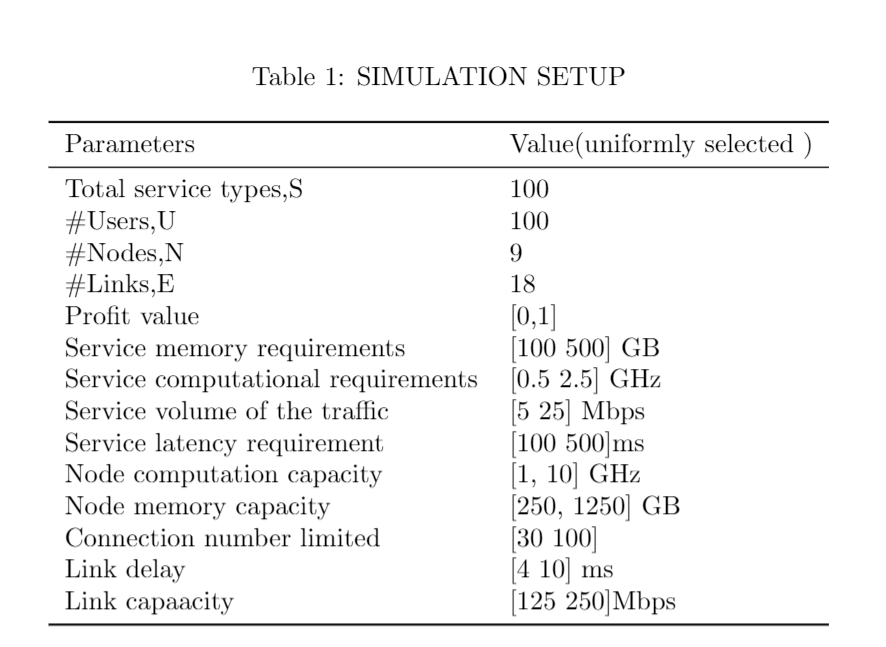 Table 1: SIMULATION SETUP
Parameters Value(uniformly selected )
Total service types,S 100
#Users,U 100
#Nodes,N 9
#Links,E 18
Profit value [0,1]
Service memory requirements [100 500] GB
Service computational requirements [0.5 2.5] GHz
Service volume of the traffic [5 25] Mbps
Service latency requirement [100 500]ms
Node computation capacity [1, 10] GHz
Node memory capacity [250, 1250] GB
Connection number limited [30 100]
Link delay [4 10] ms
Link capaacity [125 250]Mbps